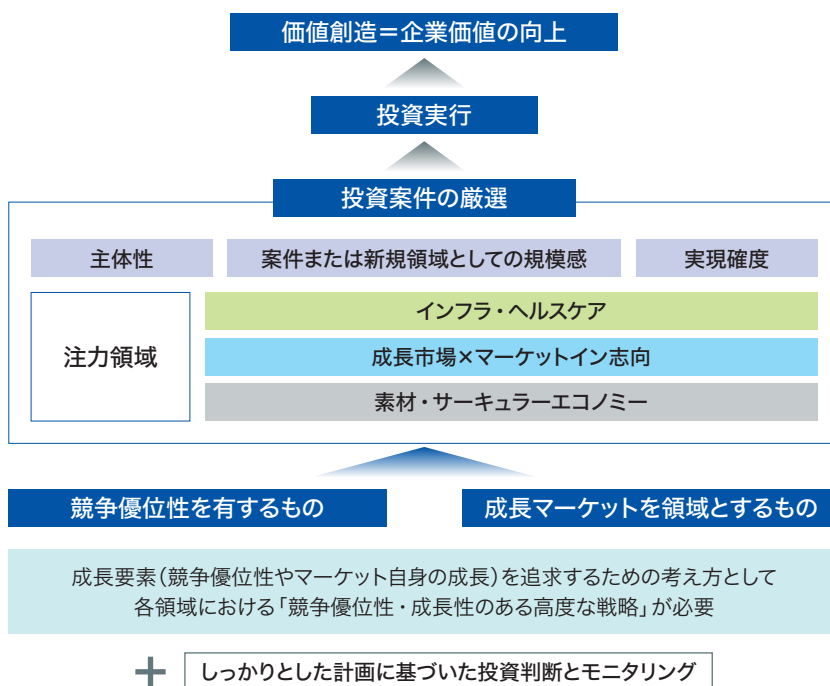 価値創造=企業価値の向上
投資実行
投資案件の厳選
主体性
案件または新規領域としての規模感
実現確度
注力領域
インフラ・ヘルスケア
成長市場×マーケットイン志向
素材・サーキュラーエコノミー
競争優位性を有するもの
成長マーケットを領域とするもの
成長要素(競争優位性やマーケット自身の成長)を追求するための考え方として
各領域における「競争優位性・成長性のある高度な戦略」が必要
+
しっかりとした計画に基づいた投資判断とモニタリング